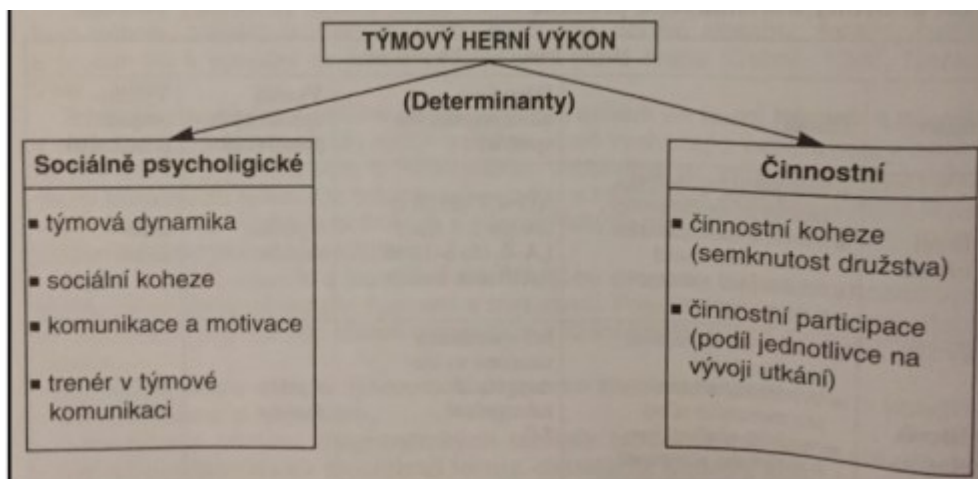 TÝMOVÝ HERNÍ VÝKON
(Determinanty)
Sociálně psycholigické
▪ týmová dynamika
▪ sociální koheze
▪ komunikace a motivace
▪ trenér v týmové
komunikaci
Činnostní
▪ činnostní koheze
(semknutost družstva)
▪ činnostní participace
(podíl jednotlivce na
vývoji utkání)